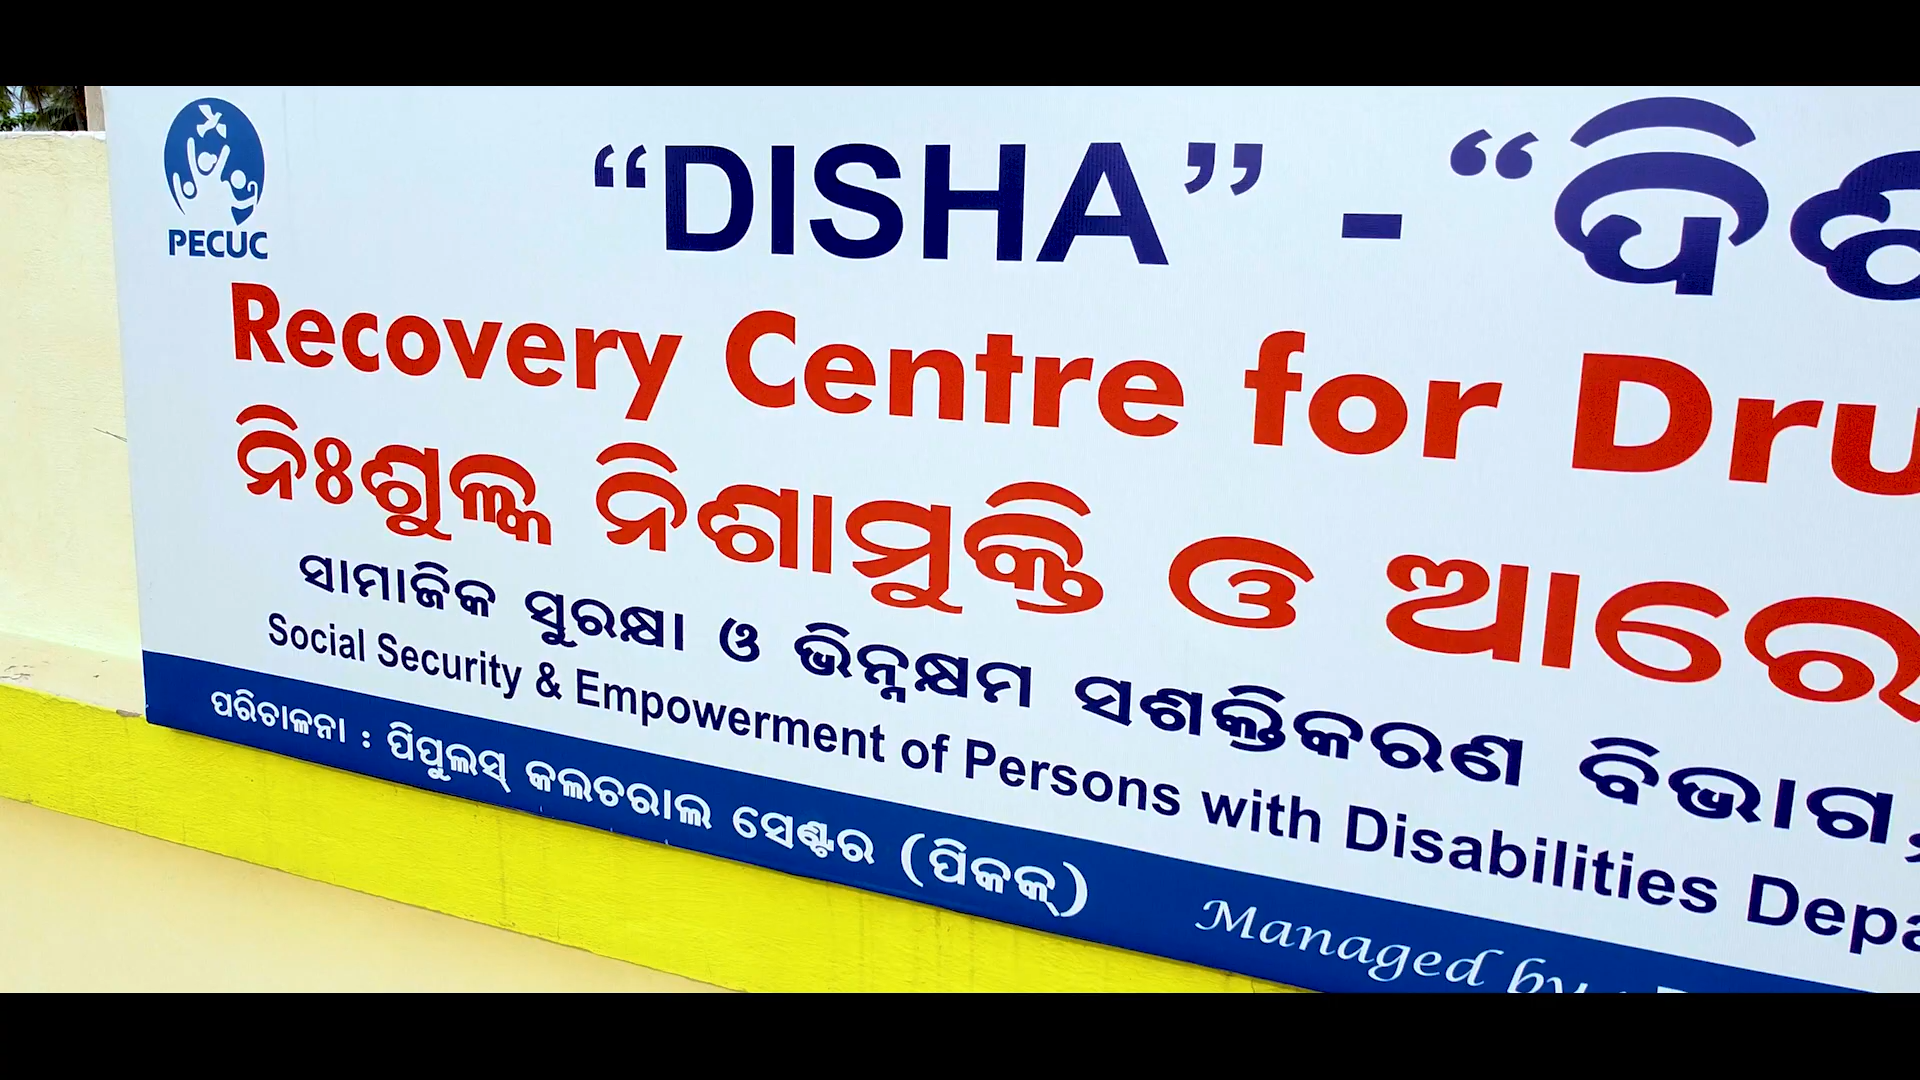 PECUC
“DISHA” - “ଦିଶ
Recovery Centre for Dru
ନିଃଶୁଳ୍କ ନିଶାମୁକ୍ତି ଓ ଆରେ
ସାମାଜିକ ସୁରକ୍ଷା ଓ ଭିନ୍ନକ୍ଷମ ସଶକ୍ତିକରଣ ବିଭାଗ,
Social Security & Empowerment of Persons with Disabilities Depa
ପରିଚାଳନା : ପିପୁଲସ୍ କଲଚରାଲ ସେଣ୍ଟର (ପିକକ୍)
Managed by :